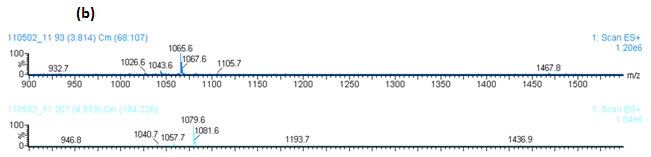 (b)
110502_11 93 (3.814) Cm (68:107)
1: Scan ES+
1.20e6
100
%
0
932.7
1026.6
1043.6
1065.6
1067.6
1105.7
1467.8
900 950 1000 1050 1100 1150 1200 1250 1300 1350 1400 1450 1500
m/z
110502_11 207 (4.813) Cm (184:228)
1: Scan ES+
100
%
0
946.8
1040.7
1057.7
1079.6
1081.6
1193.7
1436.9